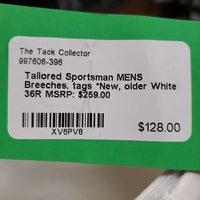 The Tack Collector
997606-396
Tailored Sportsman MENS
Breeches. tags *New, older White
36R MSRP: $259.00
XV6PV8
$128.00